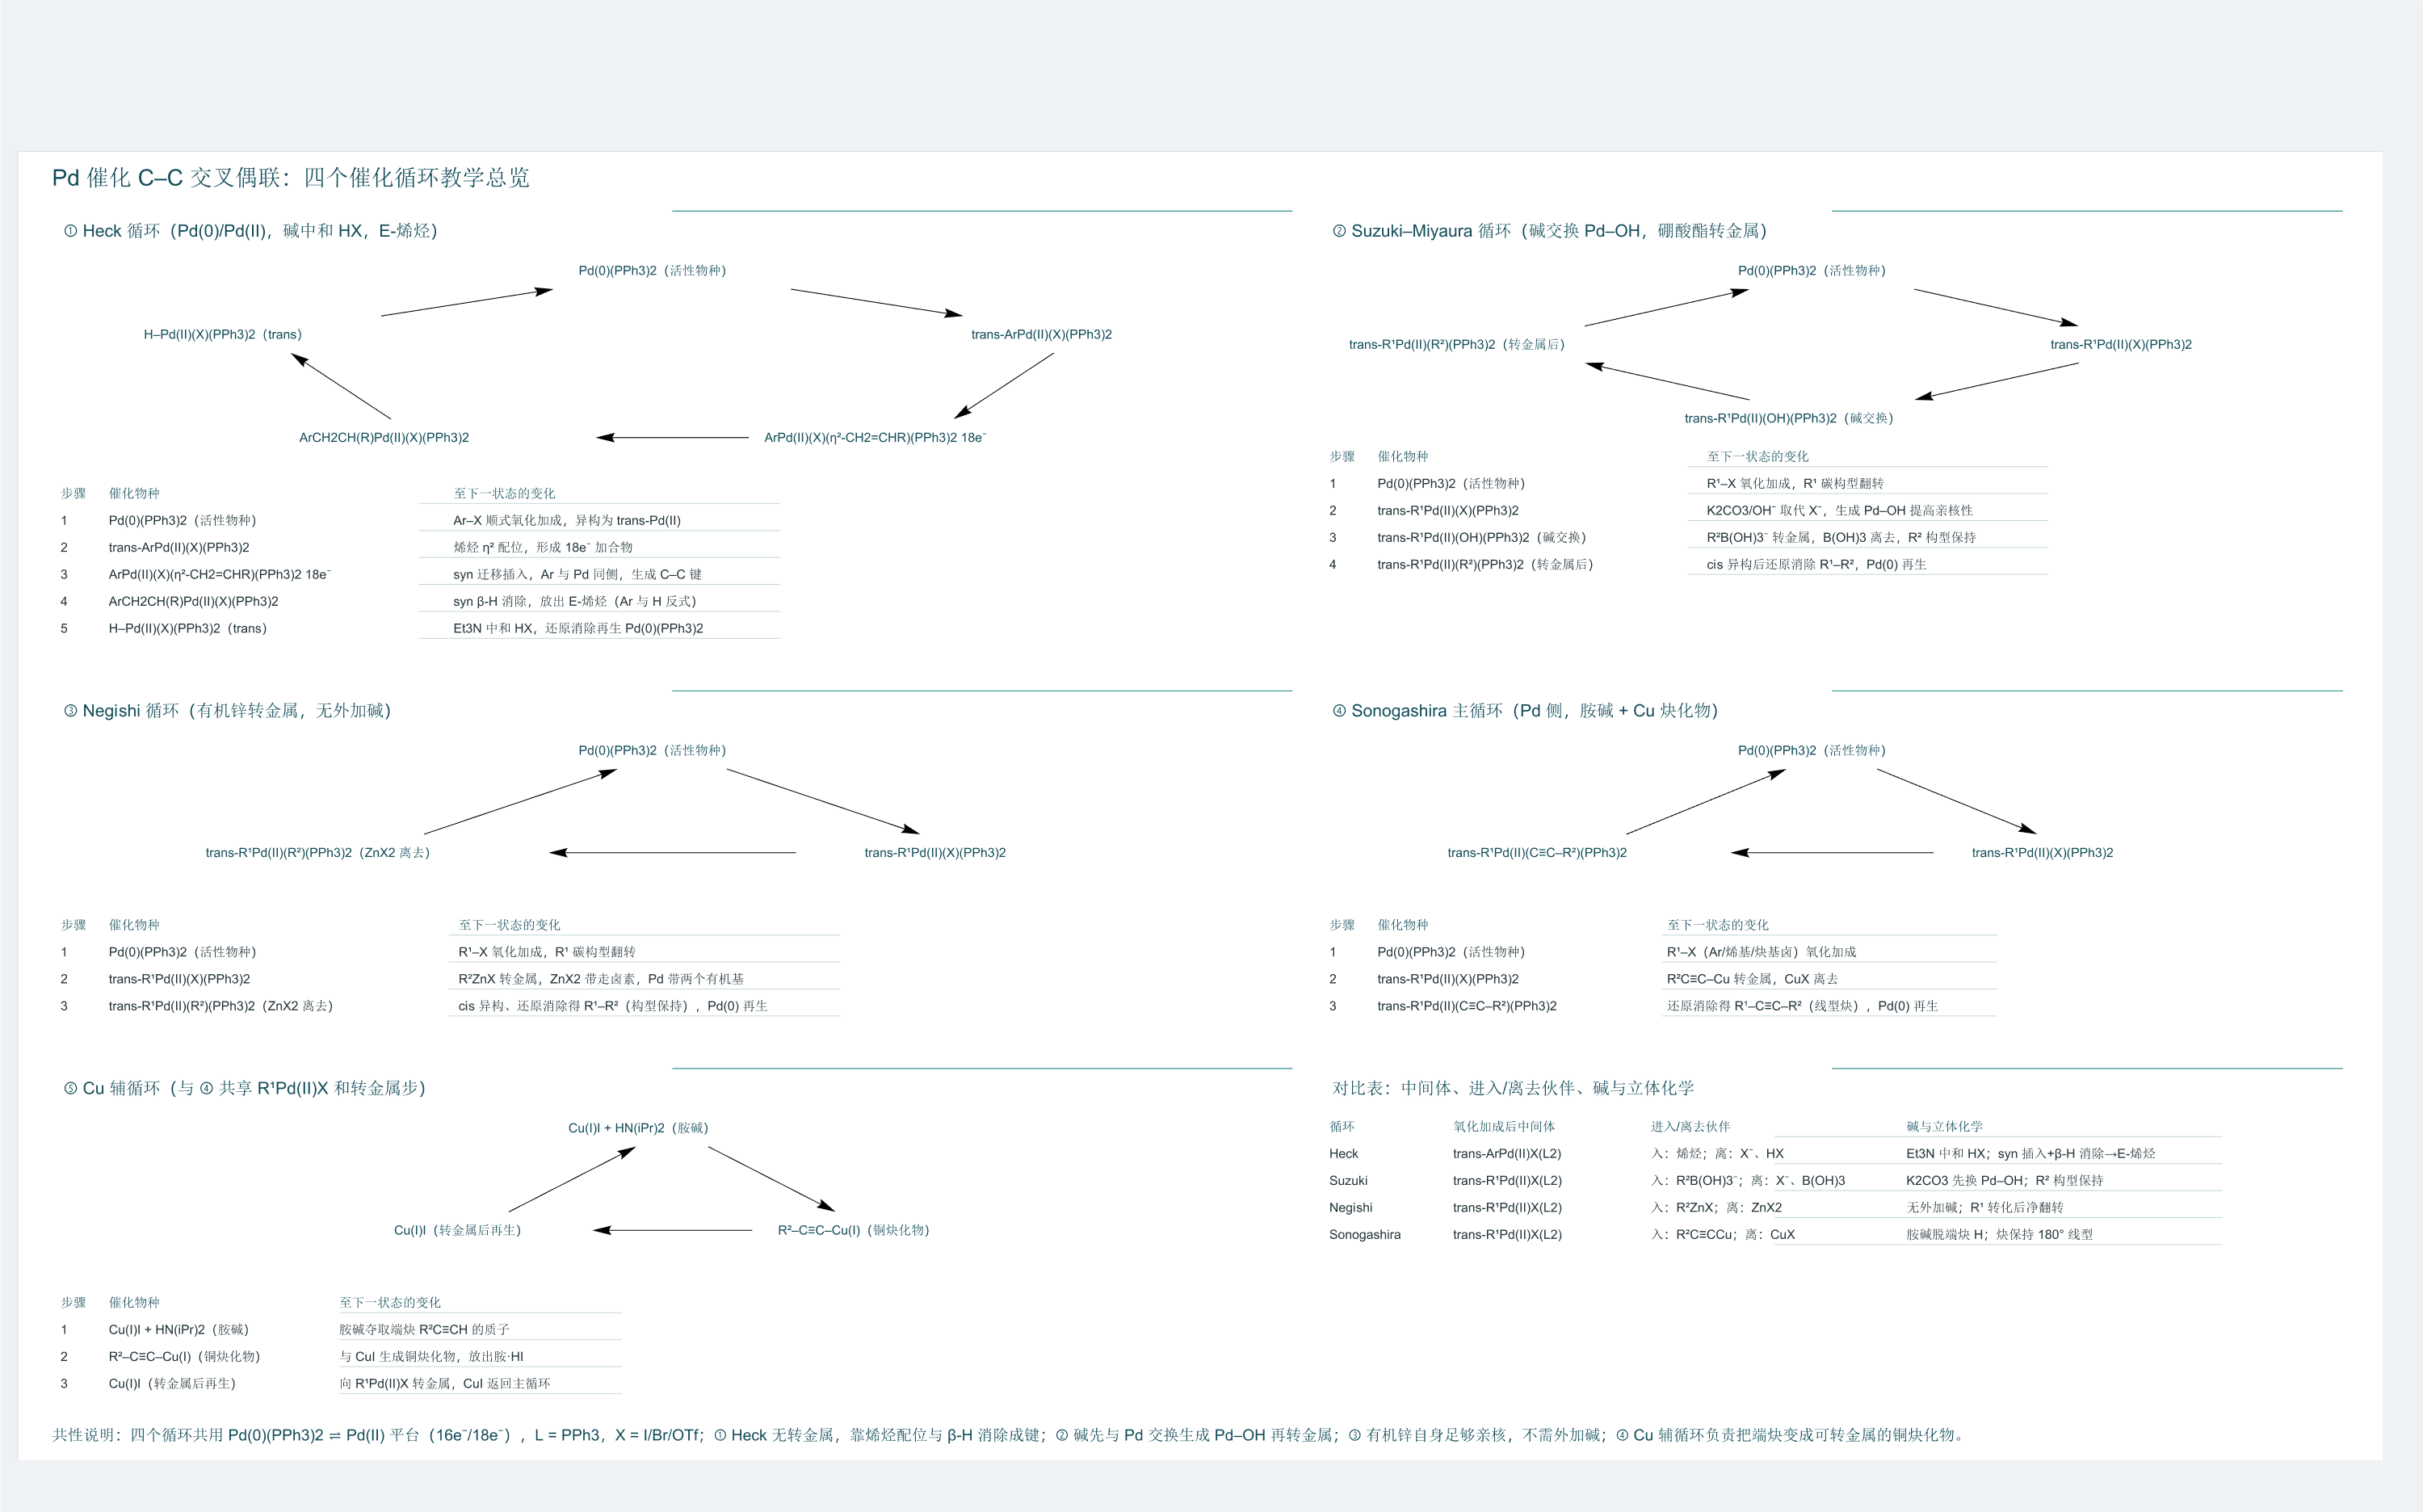 Pd 催化 C–C 交叉偶联：四个催化循环教学总览
① Heck 循环（Pd(0)/Pd(II)，碱中和 HX，E-烯烃）
Pd(0)(PPh3)2（活性物种）
H–Pd(II)(X)(PPh3)2（trans）
trans-ArPd(II)(X)(PPh3)2
ArCH2CH(R)Pd(II)(X)(PPh3)2
ArPd(II)(X)(η²-CH2=CHR)(PPh3)2 18e⁻
步骤 催化物种 至下一状态的变化
1 Pd(0)(PPh3)2（活性物种） Ar–X 顺式氧化加成，异构为 trans-Pd(II)
2 trans-ArPd(II)(X)(PPh3)2 烯烃 η² 配位，形成 18e⁻ 加合物
3 ArPd(II)(X)(η²-CH2=CHR)(PPh3)2 18e⁻ syn 迁移插入，Ar 与 Pd 同侧，生成 C–C 键
4 ArCH2CH(R)Pd(II)(X)(PPh3)2 syn β-H 消除，放出 E-烯烃（Ar 与 H 反式）
5 H–Pd(II)(X)(PPh3)2（trans） Et3N 中和 HX，还原消除再生 Pd(0)(PPh3)2
② Suzuki–Miyaura 循环（碱交换 Pd–OH，硼酸酯转金属）
Pd(0)(PPh3)2（活性物种）
trans-R¹Pd(II)(R²)(PPh3)2（转金属后）
trans-R¹Pd(II)(X)(PPh3)2
trans-R¹Pd(II)(OH)(PPh3)2（碱交换）
步骤 催化物种 至下一状态的变化
1 Pd(0)(PPh3)2（活性物种） R¹–X 氧化加成，R¹ 碳构型翻转
2 trans-R¹Pd(II)(X)(PPh3)2 K2CO3/OH⁻ 取代 X⁻，生成 Pd–OH 提高亲核性
3 trans-R¹Pd(II)(OH)(PPh3)2（碱交换） R²B(OH)3⁻ 转金属，B(OH)3 离去，R² 构型保持
4 trans-R¹Pd(II)(R²)(PPh3)2（转金属后） cis 异构后还原消除 R¹–R²，Pd(0) 再生
③ Negishi 循环（有机锌转金属，无外加碱）
Pd(0)(PPh3)2（活性物种）
trans-R¹Pd(II)(R²)(PPh3)2（ZnX2 离去）
trans-R¹Pd(II)(X)(PPh3)2
步骤 催化物种 至下一状态的变化
1 Pd(0)(PPh3)2（活性物种） R¹–X 氧化加成，R¹ 碳构型翻转
2 trans-R¹Pd(II)(X)(PPh3)2 R²ZnX 转金属，ZnX2 带走卤素，Pd 带两个有机基
3 trans-R¹Pd(II)(R²)(PPh3)2（ZnX2 离去） cis 异构、还原消除得 R¹–R²（构型保持），Pd(0) 再生
④ Sonogashira 主循环（Pd 侧，胺碱 + Cu 炔化物）
Pd(0)(PPh3)2（活性物种）
trans-R¹Pd(II)(C≡C–R²)(PPh3)2
trans-R¹Pd(II)(X)(PPh3)2
步骤 催化物种 至下一状态的变化
1 Pd(0)(PPh3)2（活性物种） R¹–X（Ar/烯基/炔基卤）氧化加成
2 trans-R¹Pd(II)(X)(PPh3)2 R²C≡C–Cu 转金属，CuX 离去
3 trans-R¹Pd(II)(C≡C–R²)(PPh3)2 还原消除得 R¹–C≡C–R²（线型炔），Pd(0) 再生
⑤ Cu 辅循环（与 ④ 共享 R¹Pd(II)X 和转金属步）
Cu(I)I + HN(iPr)2（胺碱）
Cu(I)I（转金属后再生）
R²–C≡C–Cu(I)（铜炔化物）
步骤 催化物种 至下一状态的变化
1 Cu(I)I + HN(iPr)2（胺碱） 胺碱夺取端炔 R²C≡CH 的质子
2 R²–C≡C–Cu(I)（铜炔化物） 与 CuI 生成铜炔化物，放出胺·HI
3 Cu(I)I（转金属后再生） 向 R¹Pd(II)X 转金属，CuI 返回主循环
对比表：中间体、进入/离去伙伴、碱与立体化学
循环 氧化加成后中间体 进入/离去伙伴 碱与立体化学
Heck trans-ArPd(II)X(L2) 入：烯烃；离：X⁻、HX Et3N 中和 HX；syn 插入+β-H 消除→E-烯烃
Suzuki trans-R¹Pd(II)X(L2) 入：R²B(OH)3⁻；离：X⁻、B(OH)3 K2CO3 先换 Pd–OH；R² 构型保持
Negishi trans-R¹Pd(II)X(L2) 入：R²ZnX；离：ZnX2 无外加碱；R¹ 转化后净翻转
Sonogashira trans-R¹Pd(II)X(L2) 入：R²C≡CCu；离：CuX 胺碱脱端炔 H；炔保持 180° 线型
共性说明：四个循环共用 Pd(0)(PPh3)2 ⇌ Pd(II) 平台（16e⁻/18e⁻），L = PPh3，X = I/Br/OTf；① Heck 无转金属，靠烯烃配位与 β-H 消除成键；② 碱先与 Pd 交换生成 Pd–OH 再转金属；③ 有机锌自身足够亲核，不需外加碱；④ Cu 辅循环负责把端炔变成可转金属的铜炔化物。